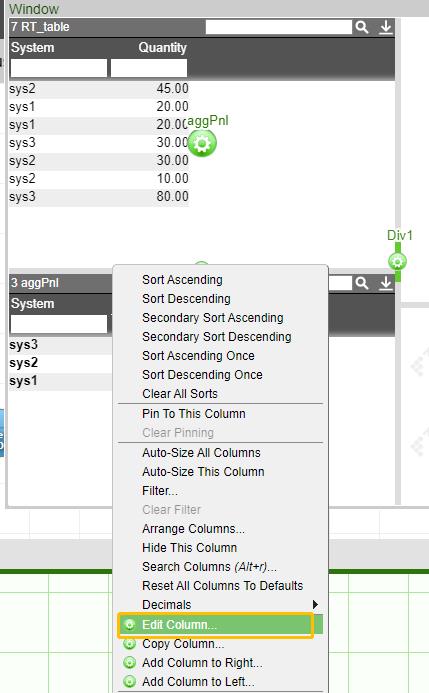 Window
7 RT_table
System Quantity
sys2 45.00
sys1 20.00
sys1 20.00
aggPnl
sys3 30.00
sys2 30.00
sys2 10.00
sys3 80.00
Div1
3 aggPnl
System
sys3
sys2
sys1
Sort Ascending
Sort Descending
Secondary Sort Ascending
Secondary Sort Descending
Sort Ascending Once
Sort Descending Once
Clear All Sorts
Pin To This Column
Clear Pinning
Auto-Size All Columns
Auto-Size This Column
Filter...
Clear Filter
Arrange Columns...
Hide This Column
Search Columns (Alt+r)...
Reset All Columns To Defaults
Decimals
Edit Column...
Copy Column...
Add Column to Right...
Add Column to Left...